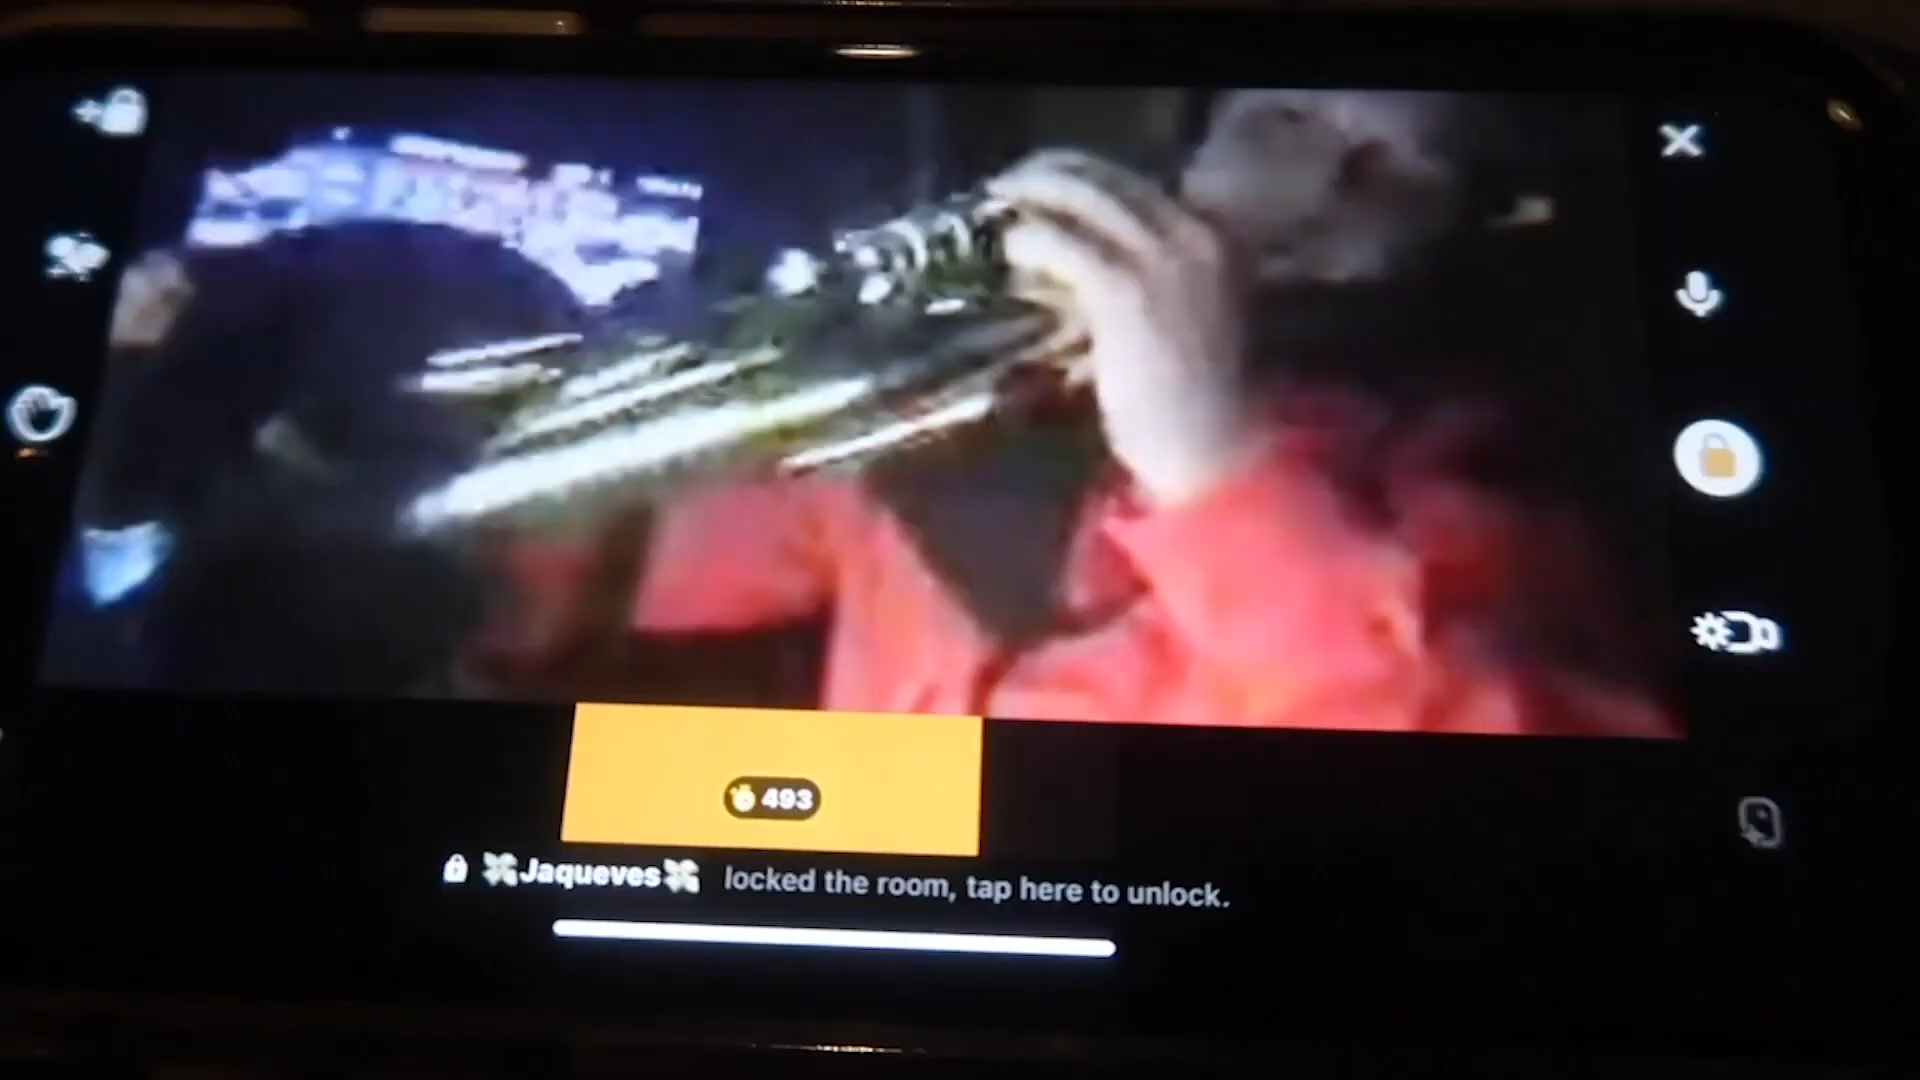 493
Jaqueves locked the room, tap here to unlock.